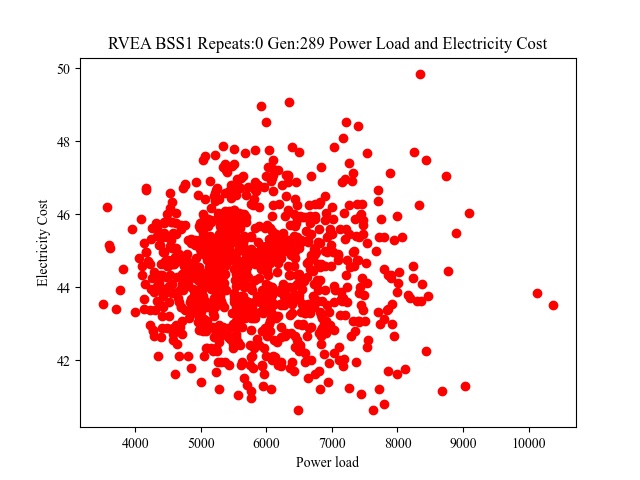 RVEA BSS1 Repeats:0 Gen:289 Power Load and Electricity Cost
50
48
46
44
42
Electricity Cost
4000 5000 6000 7000 8000 9000 10000
Power load